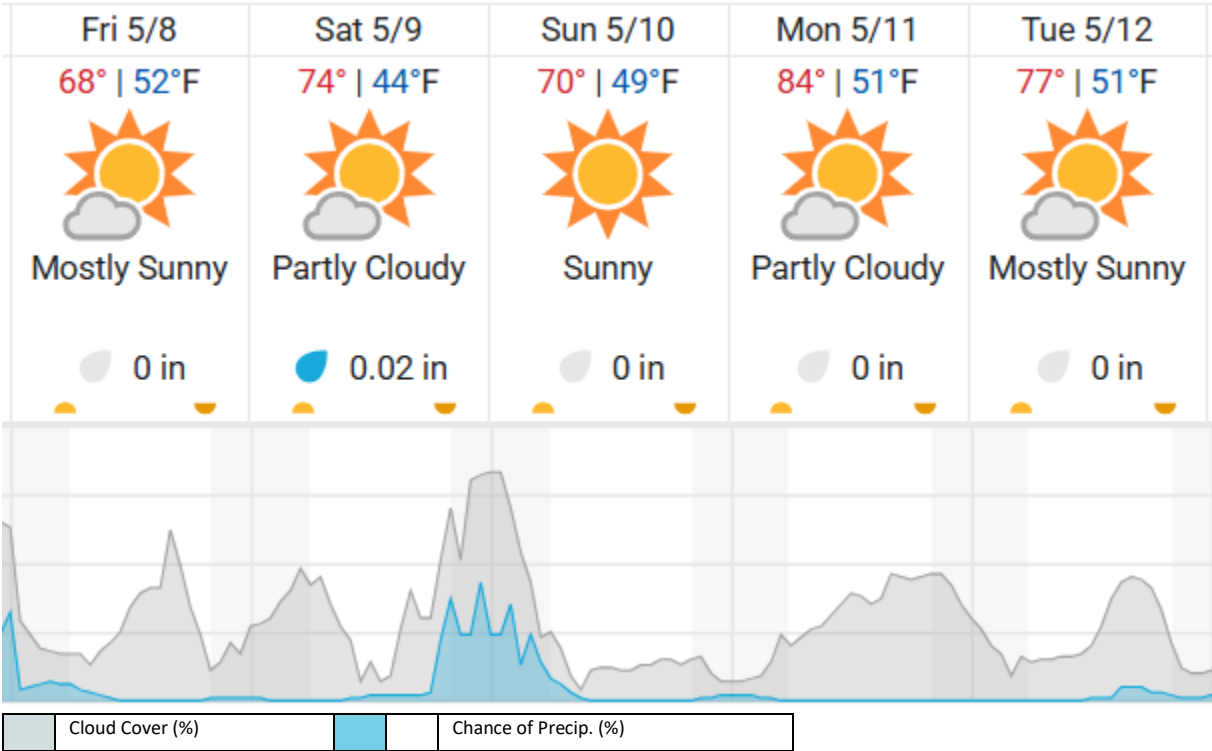 Fri 5/8 Sat 5/9 Sun 5/10 Mon 5/11 Tue 5/12
68° | 52°F 74° | 44°F 70° | 49°F 84° | 51°F 77° | 51°F
Mostly Sunny Partly Cloudy Sunny Partly Cloudy Mostly Sunny
0 in 0.02 in 0 in 0 in 0 in
Cloud Cover (%) Chance of Precip. (%)